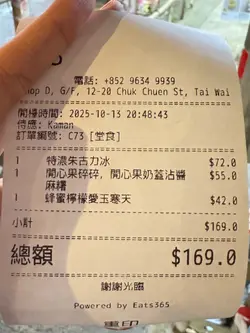 電話: +852 9634 9939
Shop D, G/F, 12-20 Chuk Chuen St, Tai Wai
開檯時間: 2025-10-13 20:48:43
侍應: Kaman
訂單編號: C73 [堂食]
1 特濃朱古力冰 $72.0
1 開心果碎碎，開心果奶蓋沾醬 $55.0
麻糬
1 蜂蜜檸檬愛玉寒天 $42.0
小計 $169.0
總額 $169.0
謝謝光臨
Powered by Eats365
重印